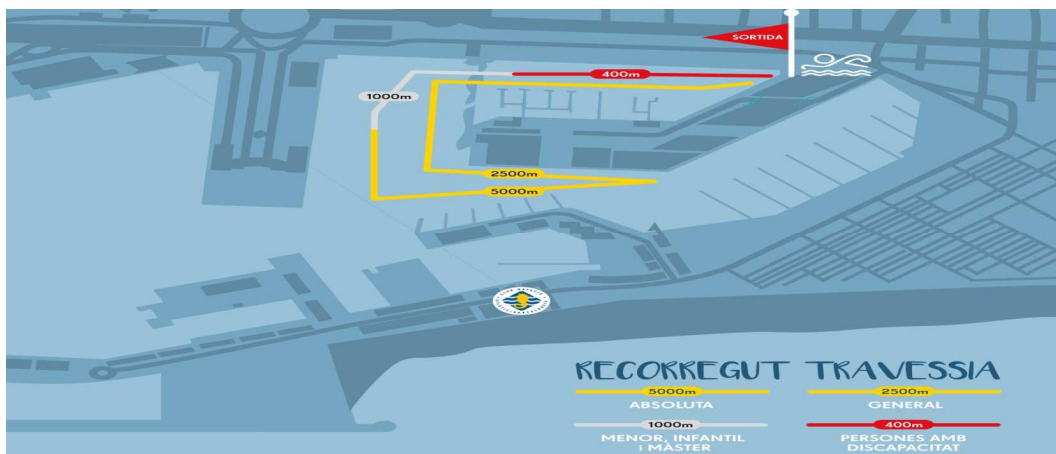 SORTIDA
400m
1000m
2500m
5000m
RECORREGUT TRAVESSIA
5000m
ABSOLUTA
2500m
GENERAL
1000m
MENOR, INFANTIL
i MÀSTER
400m
PERSONES AMB
DISCAPACITAT